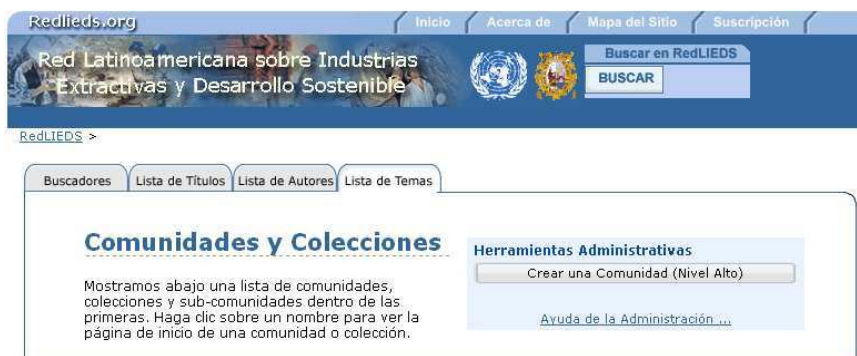 Redlieds.org
Inicio Acerca de Mapa del Sitio Suscripción
Red Latinoamericana sobre Industrias
Extractivas y Desarrollo Sostenible
Buscar en RedLIEDS
BUSCAR
RedLIEDS >
Buscadores Lista de Títulos Lista de Autores Lista de Temas
Comunidades y Colecciones
Mostramos abajo una lista de comunidades,
colecciones y sub-comunidades dentro de las
primeras. Haga clic sobre un nombre para ver la
página de inicio de una comunidad o colección.
Herramientas Administrativas
Crear una Comunidad (Nivel Alto)
Ayuda de la Administración ...